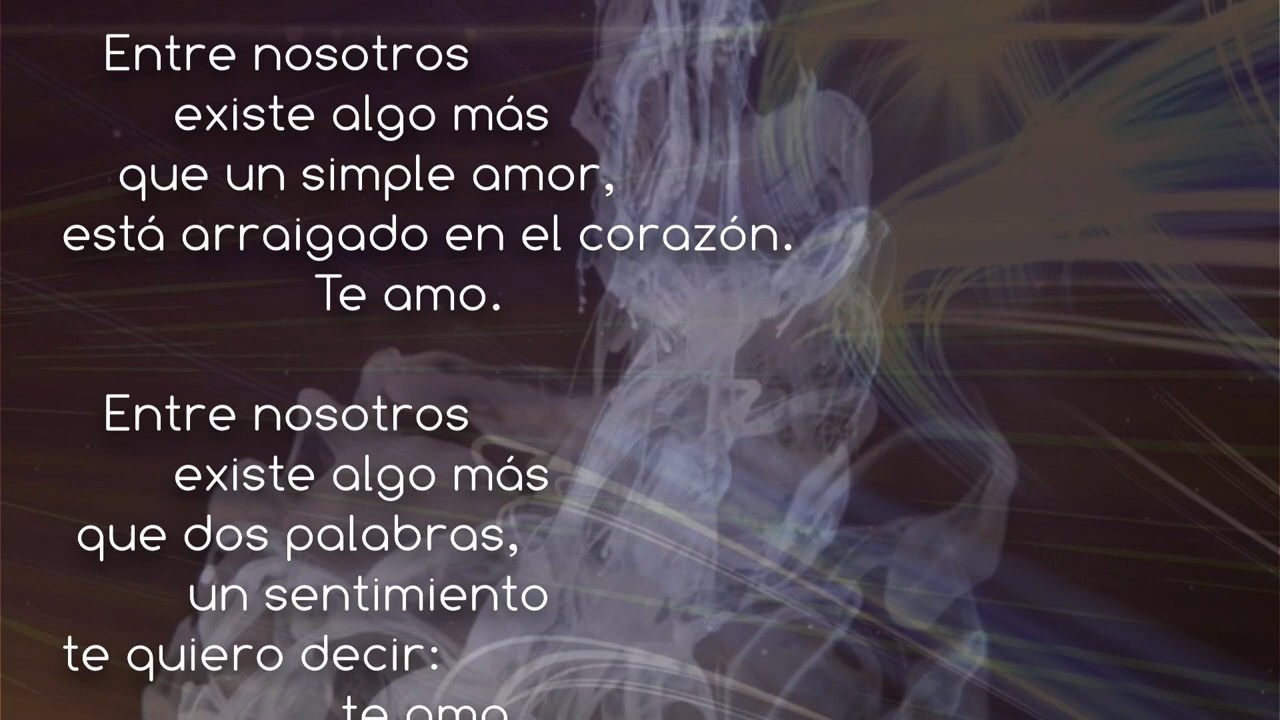 Entre nosotros
existe algo más
que un simple amor,
está arraigado en el corazón.
Te amo.
Entre nosotros
existe algo más
que dos palabras,
un sentimiento
te quiero decir:
te amo